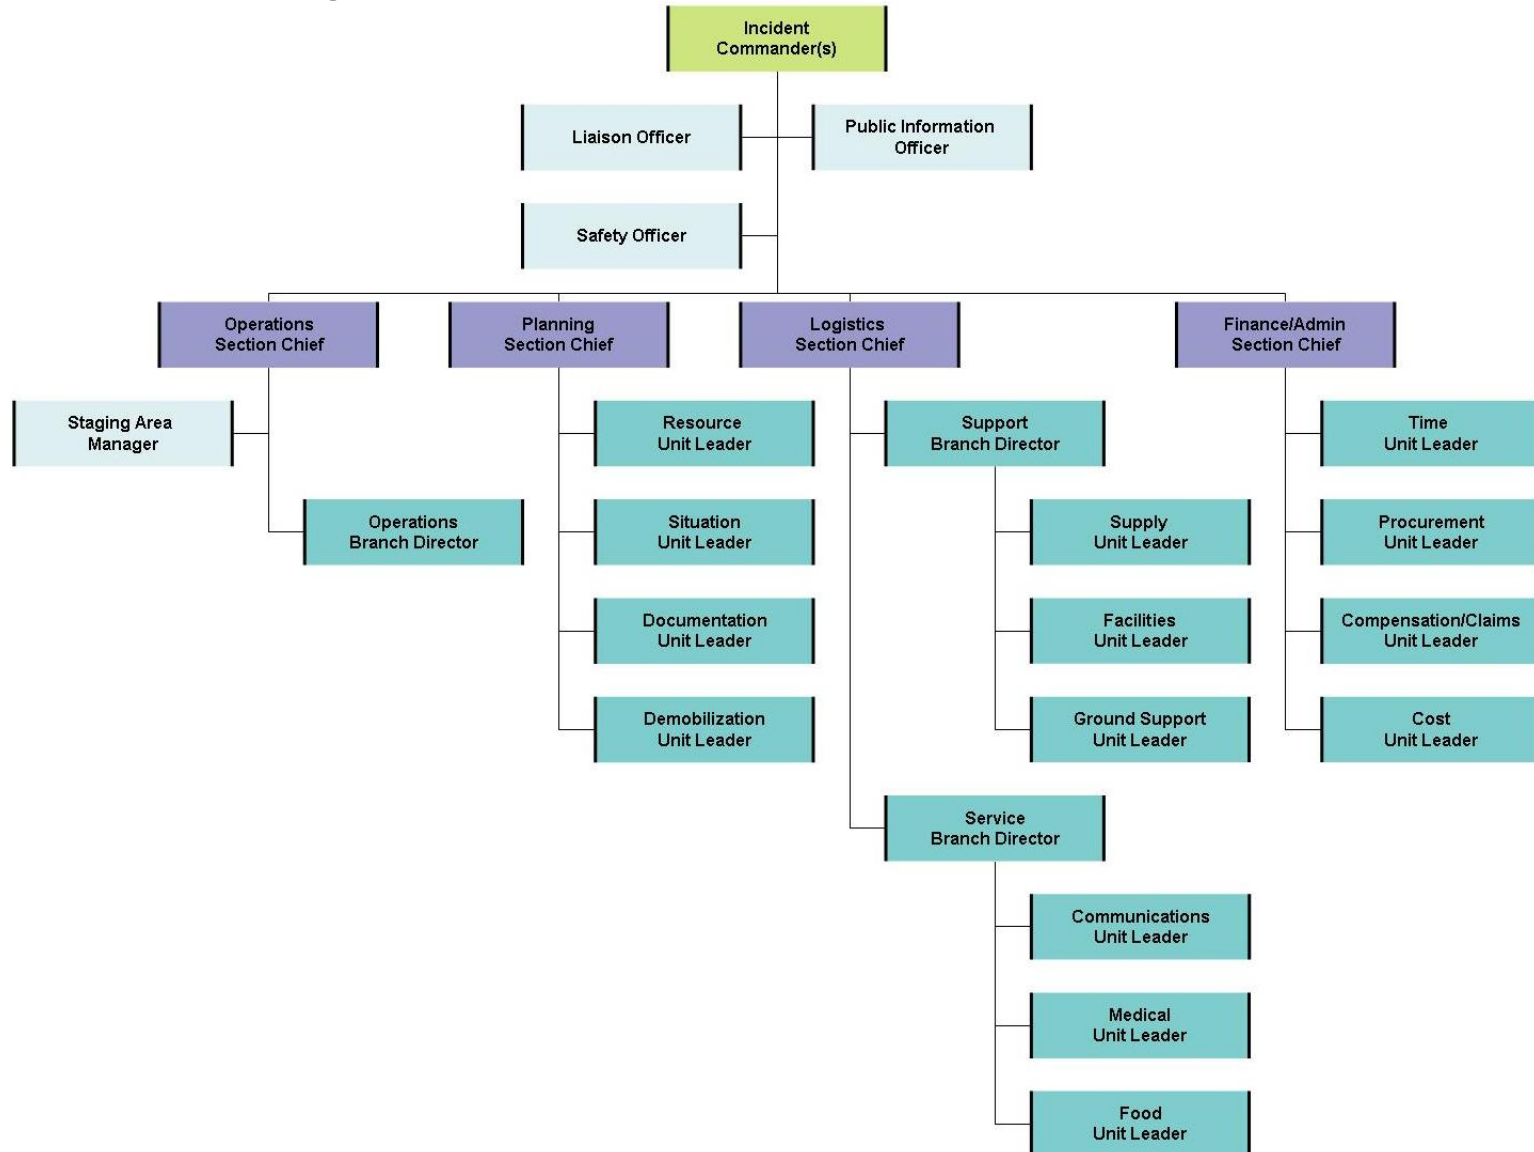 Incident
Commander(s)
Liaison Officer
Public Information
Officer
Safety Officer
Operations
Section Chief
Planning
Section Chief
Logistics
Section Chief
Finance/Admin
Section Chief
Staging Area
Manager
Resource
Unit Leader
Support
Branch Director
Time
Unit Leader
Operations
Branch Director
Situation
Unit Leader
Supply
Unit Leader
Procurement
Unit Leader
Documentation
Unit Leader
Facilities
Unit Leader
Compensation/Claims
Unit Leader
Demobilization
Unit Leader
Ground Support
Unit Leader
Cost
Unit Leader
Service
Branch Director
Communications
Unit Leader
Medical
Unit Leader
Food
Unit Leader